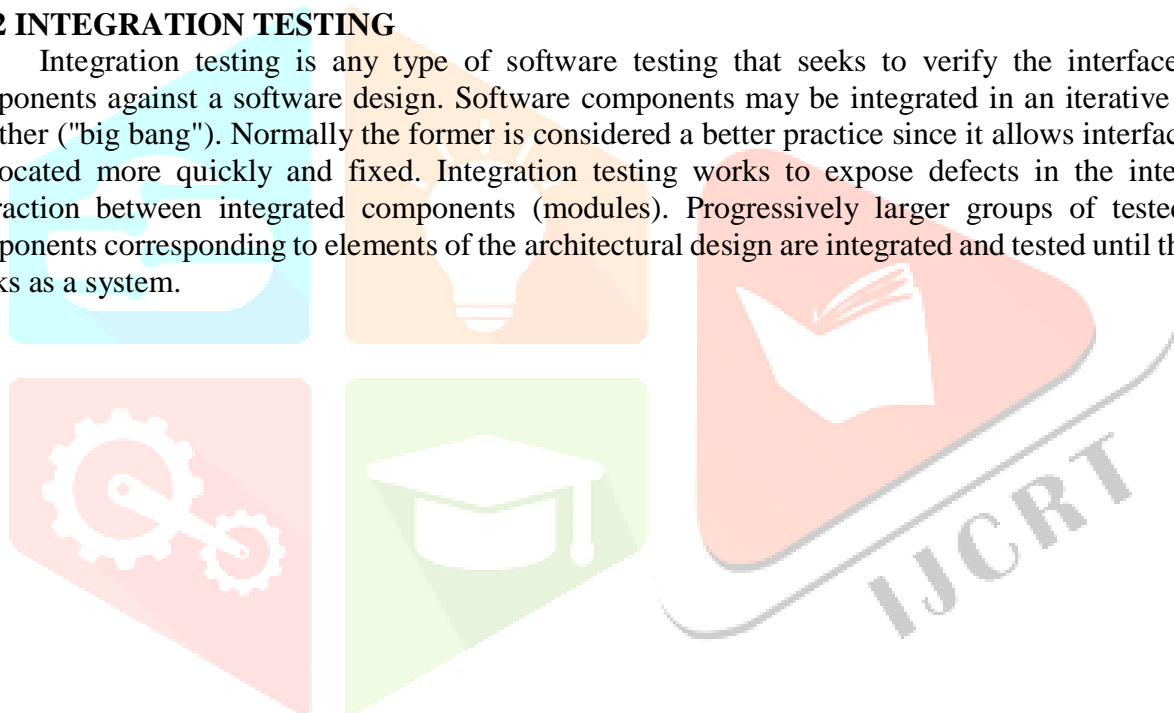 2 INTEGRATION TESTING
Integration testing is any type of software testing that seeks to verify the interface
ponents against a software design. Software components may be integrated in an iterative
ther ("big bang"). Normally the former is considered a better practice since it allows interfac
ocated more quickly and fixed. Integration testing works to expose defects in the inte
raction between integrated components (modules). Progressively larger groups of teste
ponents corresponding to elements of the architectural design are integrated and tested until th
ks as a system.
IJCRT